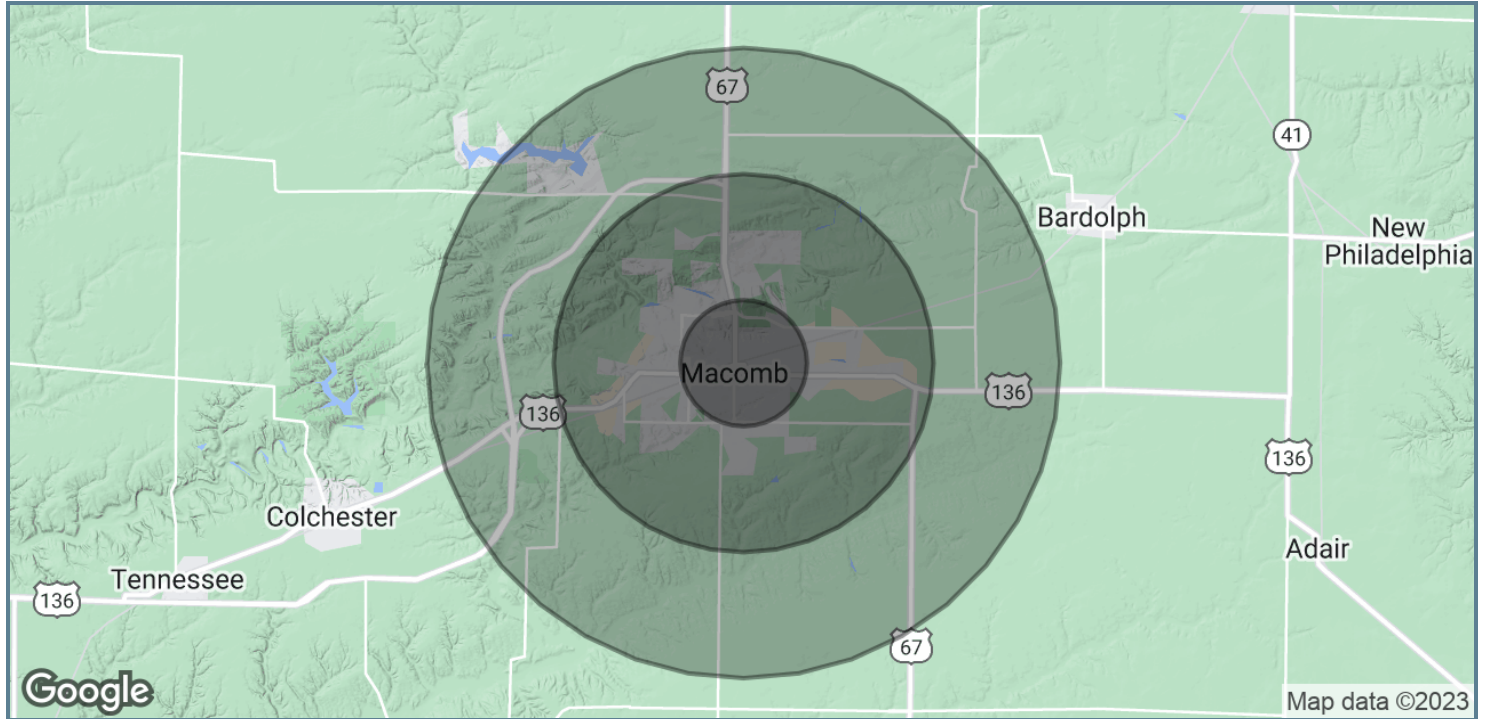 67
41
Bardolph
New
Philadelphia
Macomb
136
136
136
Colchester
Adair
Tennessee
136
67
Google
Map data ©2023